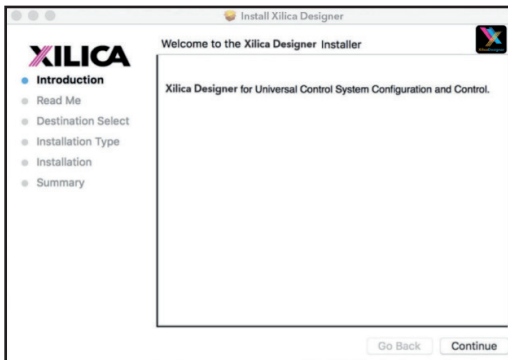 Install Xilica Designer
XILICA
Welcome to the Xilica Designer Installer
Introduction
Read Me
Destination Select
Installation Type
Installation
Summary
Xilica Designer for Universal Control System Configuration and Control.
Go Back
Continue